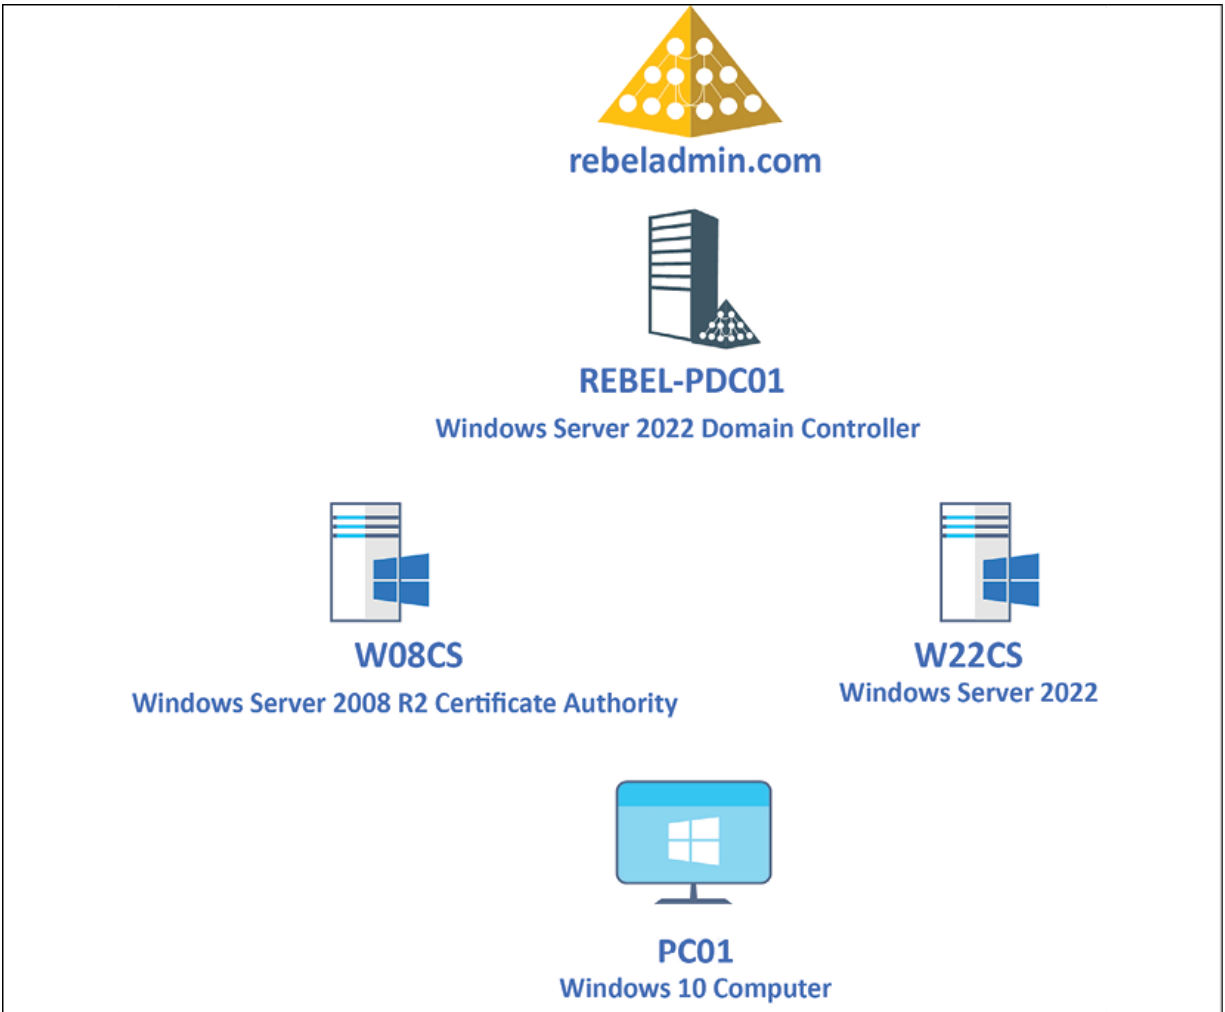 rebeladmin.com
REBEL-PDC01
Windows Server 2022 Domain Controller
W08CS
Windows Server 2008 R2 Certificate Authority
W22CS
Windows Server 2022
PC01
Windows 10 Computer